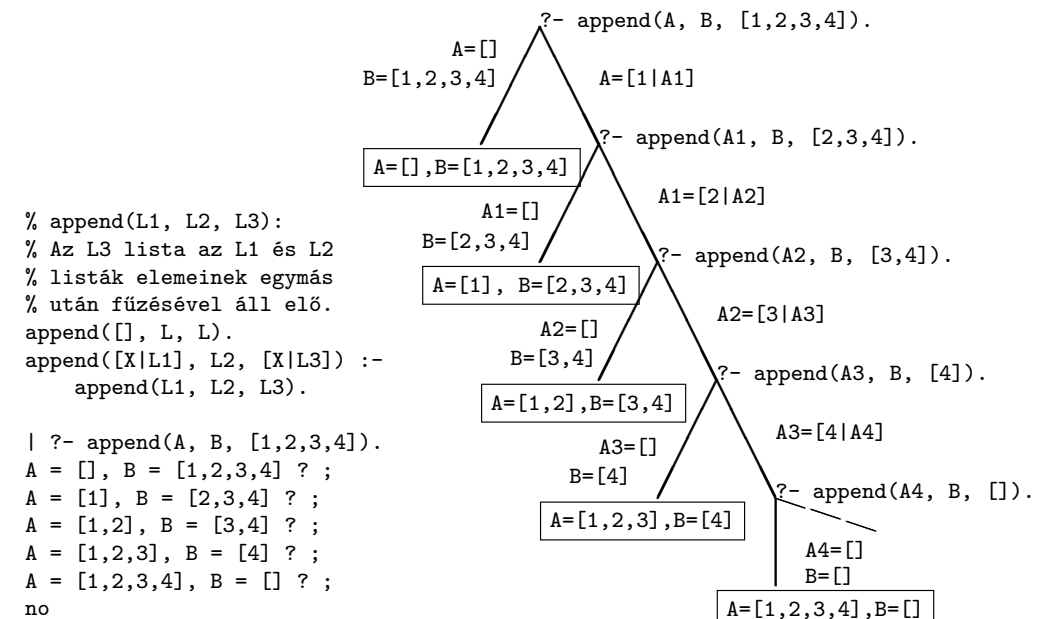 % append(L1, L2, L3):
% Az L3 lista az L1 és L2
% listák elemeinek egymás
% után fűzésével áll elő.
append([], L, L).
append([X|L1], L2, [X|L3]) :-
    append(L1, L2, L3).
| ?- append(A, B, [1,2,3,4]).
A = [], B = [1,2,3,4] ? ;
A = [1], B = [2,3,4] ? ;
A = [1,2], B = [3,4] ? ;
A = [1,2,3], B = [4] ? ;
A = [1,2,3,4], B = [] ? ;
no
?- append(A, B, [1,2,3,4]).
A=[]
B=[1,2,3,4]
A=[1|A1]
A=[],B=[1,2,3,4]
?- append(A1, B, [2,3,4]).
A1=[]
B=[2,3,4]
A1=[2|A2]
A=[1], B=[2,3,4]
?- append(A2, B, [3,4]).
A2=[]
B=[3,4]
A2=[3|A3]
A=[1,2],B=[3,4]
?- append(A3, B, [4]).
A3=[]
B=[4]
A3=[4|A4]
A=[1,2,3],B=[4]
?- append(A4, B, []).
A4=[]
B=[]
A=[1,2,3,4],B=[]